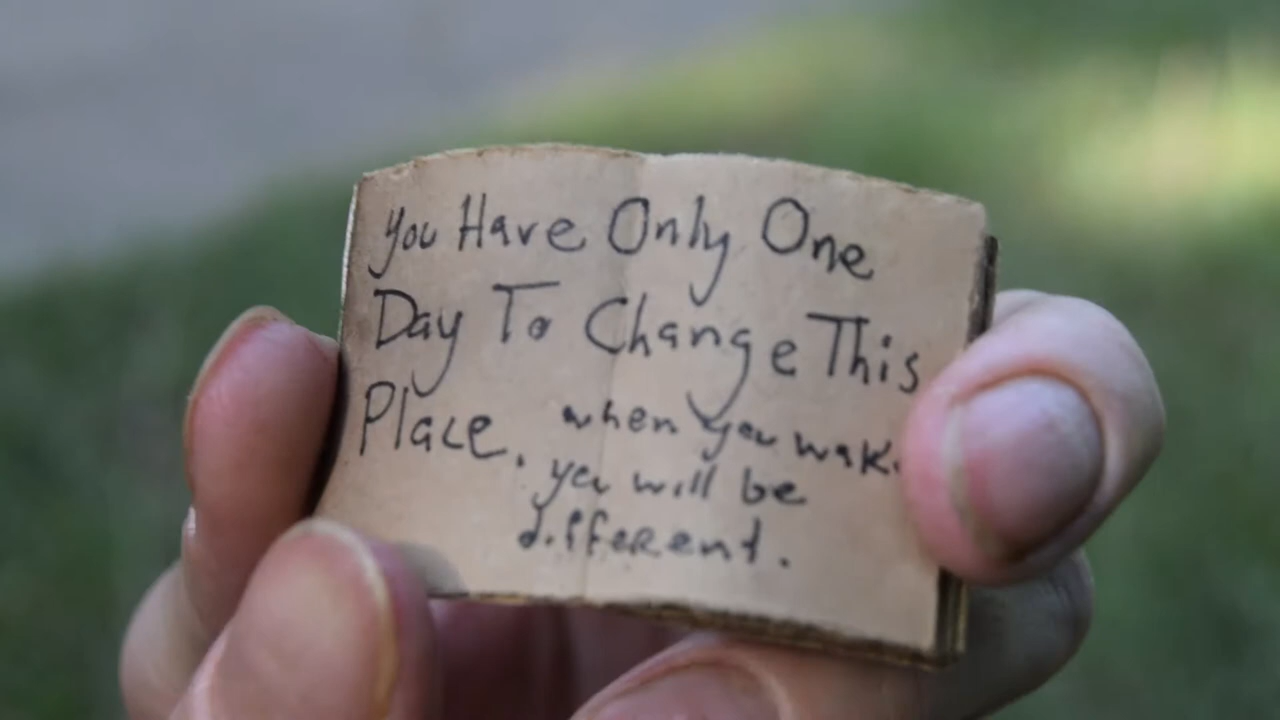 you Have Only One
Day To Change This
Place. when you wake
you will be
different.